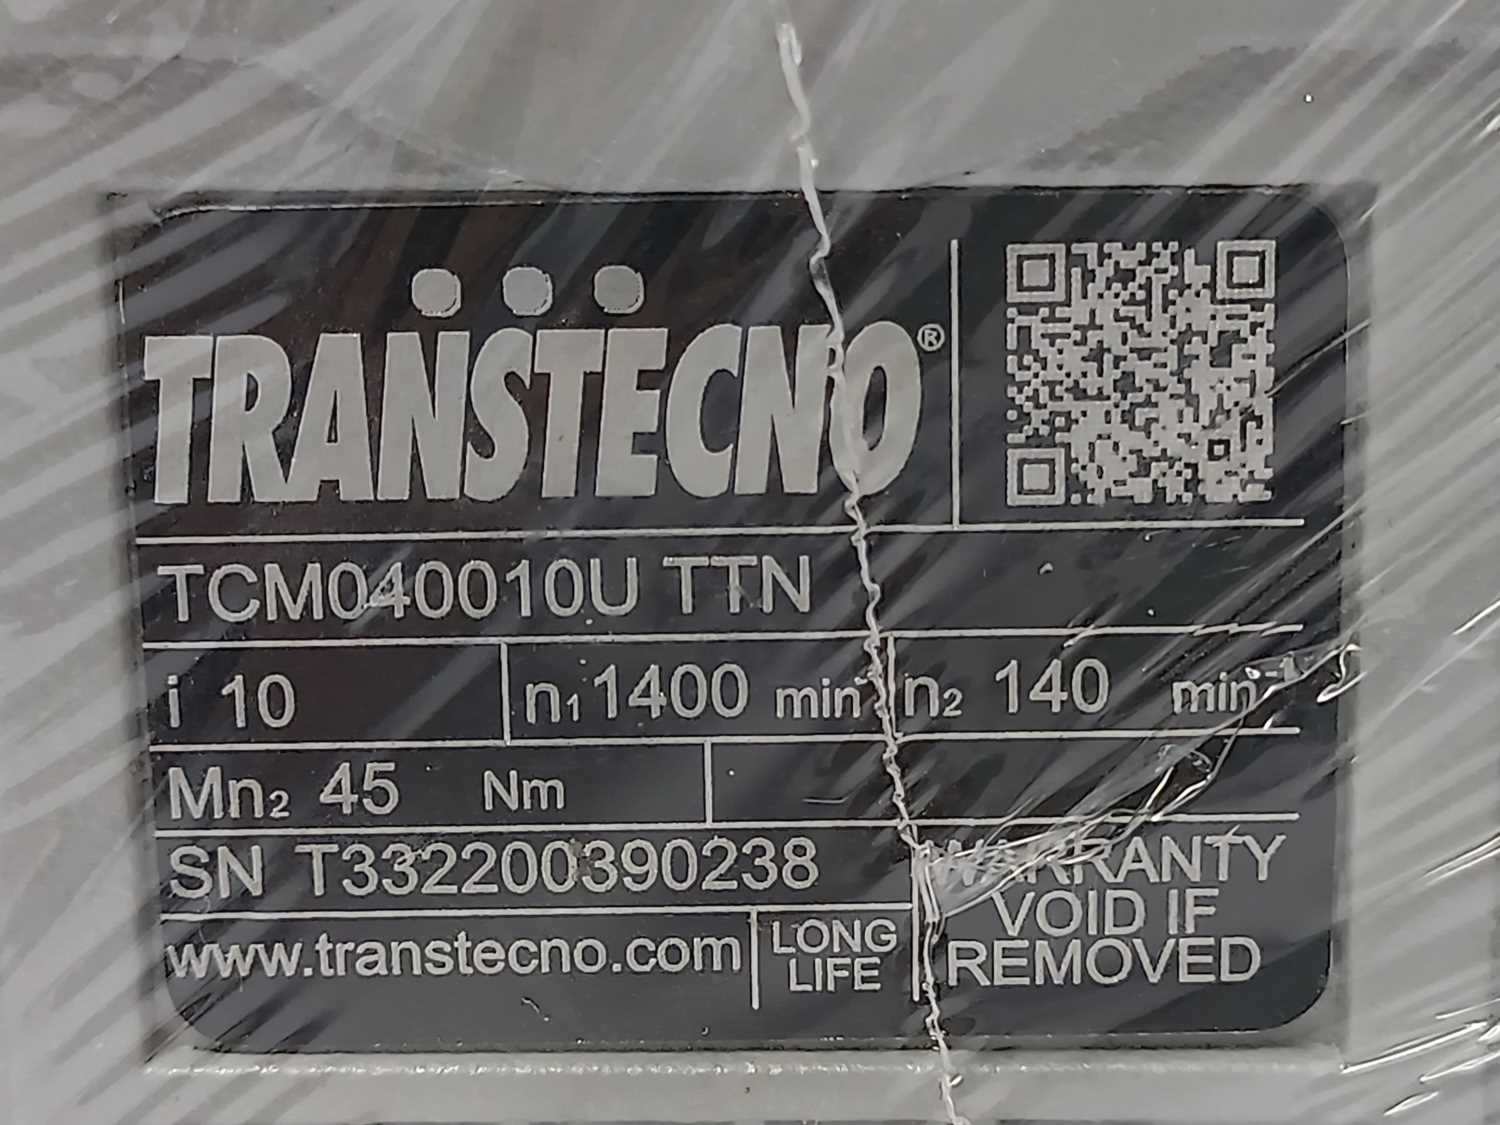 TRANSTECNO®
TCM040010U TTN
i 10 n₁ 1400 min⁻¹ n₂ 140 min⁻¹
Mn₂ 45 Nm
SN T332200390238
www.transtecno.com
LONG
LIFE
WARRANTY
VOID IF
REMOVED